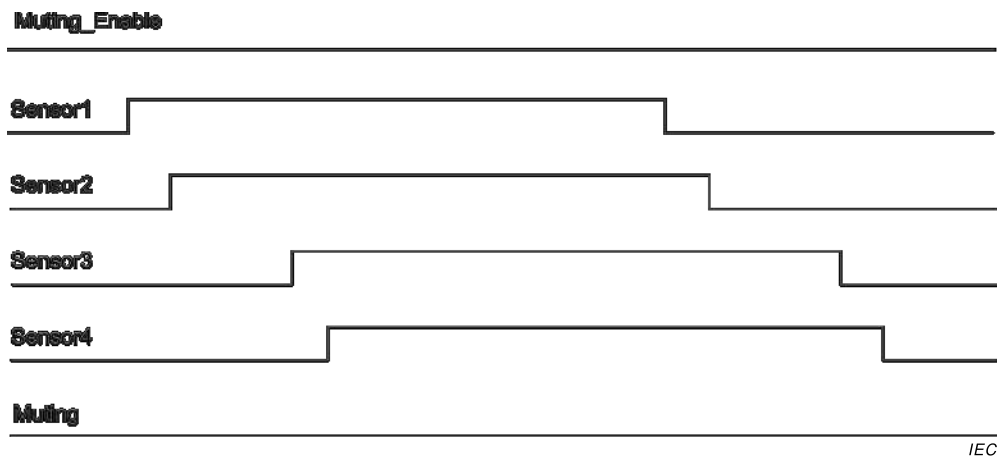 Muting_Enable
Sensor1
Sensor2
Sensor3
Sensor4
Muting
IEC